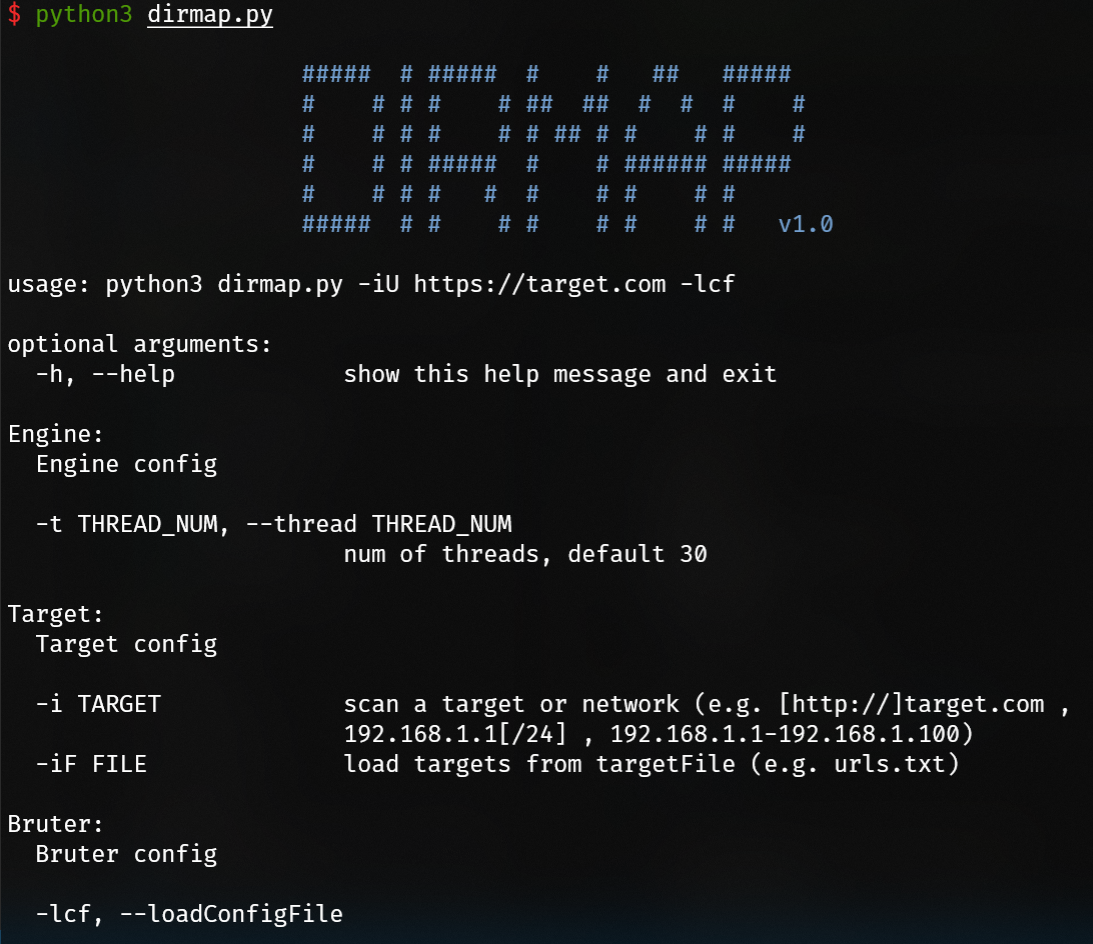 $ python3 dirmap.py
##### # ##### # # ## #####
# # # # # ## ## # # # #
# # # # # # ## # # # # #
# # # ##### # # ###### #####
# # # # # # # # # #
##### # # # # # # # # v1.0
usage: python3 dirmap.py -iU https://target.com -lcf
optional arguments:
-h, --help show this help message and exit
Engine:
Engine config
-t THREAD_NUM, --thread THREAD_NUM
num of threads, default 30
Target:
Target config
-i TARGET scan a target or network (e.g. [http://]target.com ,
192.168.1.1[/24] , 192.168.1.1-192.168.1.100)
-iF FILE load targets from targetFile (e.g. urls.txt)
Bruter:
Bruter config
-lcf, --loadConfigFile